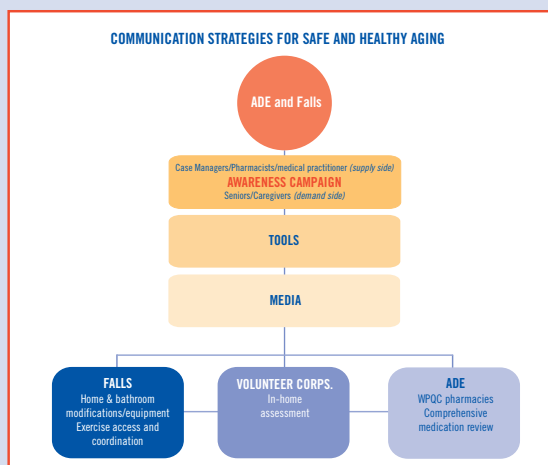 COMMUNICATION STRATEGIES FOR SAFE AND HEALTHY AGING
ADE and Falls
Case Managers/Pharmacists/medical practitioner (supply side)
AWARENESS CAMPAIGN
Seniors/Caregivers (demand side)
TOOLS
MEDIA
FALLS
Home & bathroom
modifications/equipment
Exercise access and
coordination
VOLUNTEER CORPS.
In-home
assessment
ADE
WPQC pharmacies
Comprehensive
medication review